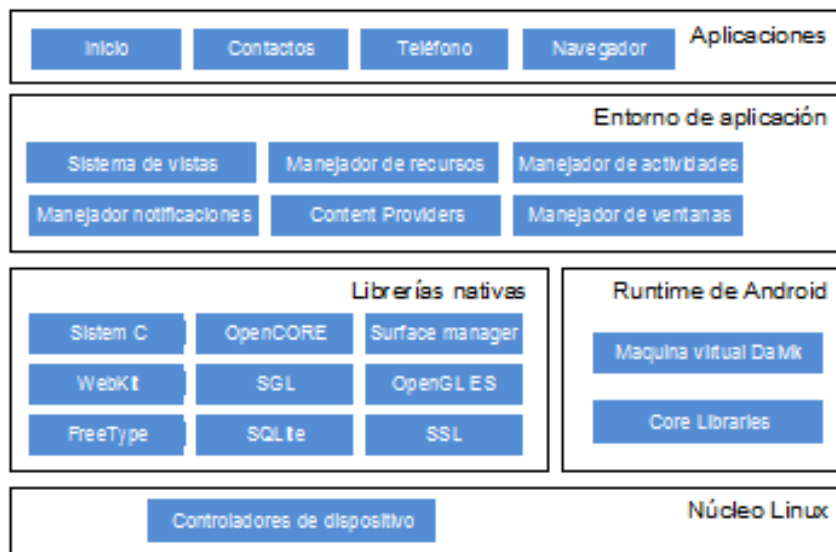 Aplicaciones
Inicio Contactos Teléfono Navegador
Entorno de aplicación
Sistema de vistas Manejador de recursos Manejador de actividades
Manejador notificaciones Content Providers Manejador de ventanas
Librerías nativas
Sistem C OpenCORE Surface manager
WebKit SGL OpenGL ES
FreeType SQLite SSL
Runtime de Android
Maquina virtual Dalvik
Core Libraries
Núcleo Linux
Controladores de dispositivo